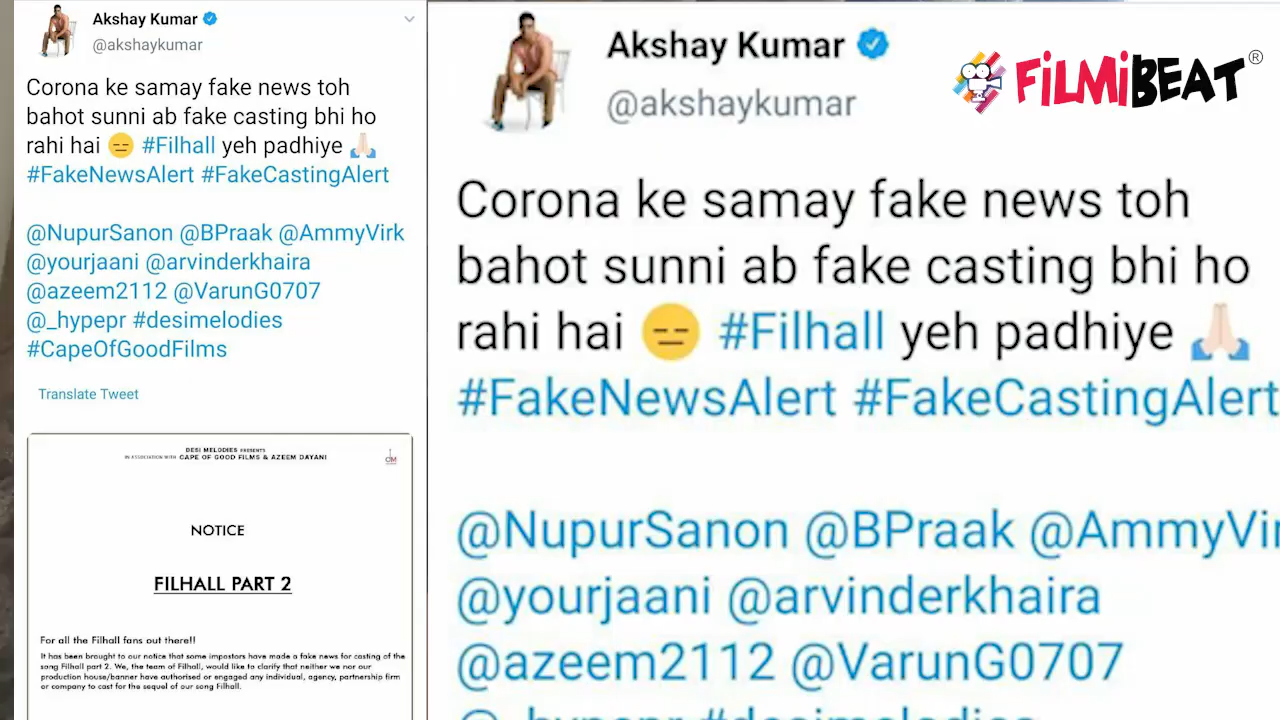 Akshay Kumar
@akshaykumar
Corona ke samay fake news toh
bahot sunni ab fake casting bhi ho
rahi hai 😑 #Filhall yeh padhiye 🙏🏻
#FakeNewsAlert #FakeCastingAlert
@NupurSanon @BPraak @AmmyVirk
@yourjaani @arvinderkhaira
@azeem2112 @VarunG0707
@_hypepr #desimelodies
#CapeOfGoodFilms
Translate Tweet
DESI MELODIES PRESENTS
IN ASSOCIATION WITH CAPE OF GOOD FILMS & AZEEM DAYANI
DM
NOTICE
FILHALL PART 2
For all the Filhall fans out there!!
It has been brought to our notice that some impostors have made a fake news for casting of the
song Filhall part 2. We, the team of Filhall, would like to clarify that neither we nor our
production house/banner have authorised or engaged any individual, agency, partnership firm
or company to cast for the sequel of our song Filhall.
Akshay Kumar
@akshaykumar
FiLMiBEAT®
Corona ke samay fake news toh
bahot sunni ab fake casting bhi ho
rahi hai 😑 #Filhall yeh padhiye 🙏🏻
#FakeNewsAlert #FakeCastingAlert
@NupurSanon @BPraak @AmmyVir
@yourjaani @arvinderkhaira
@azeem2112 @VarunG0707
@_hypepr #desimelodies